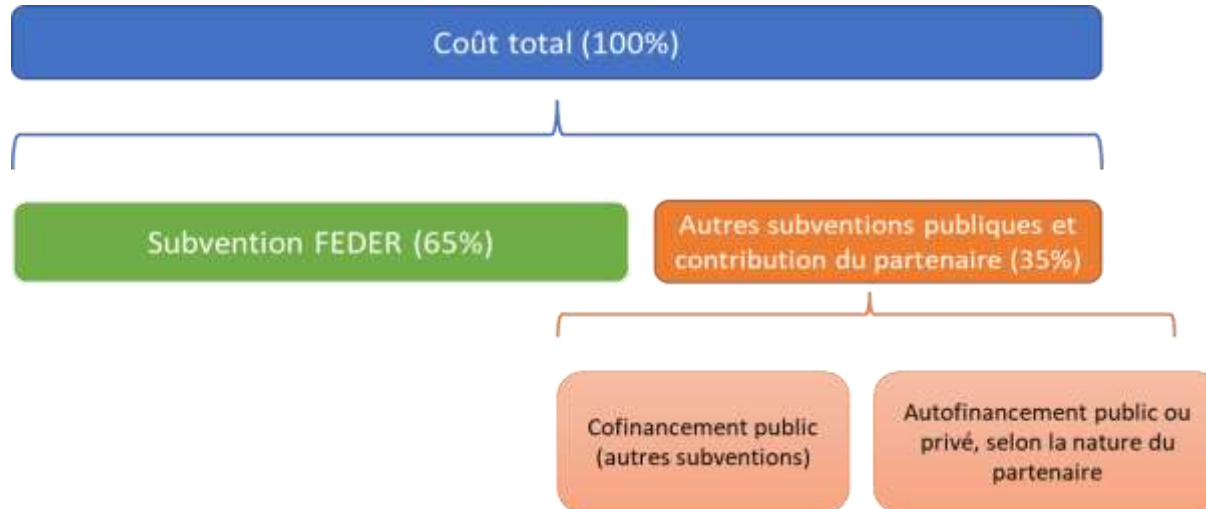 Coût total (100%)
Subvention FEDER (65%)
Autres subventions publiques et
contribution du partenaire (35%)
Cofinancement public
(autres subventions)
Autofinancement public ou
privé, selon la nature du
partenaire